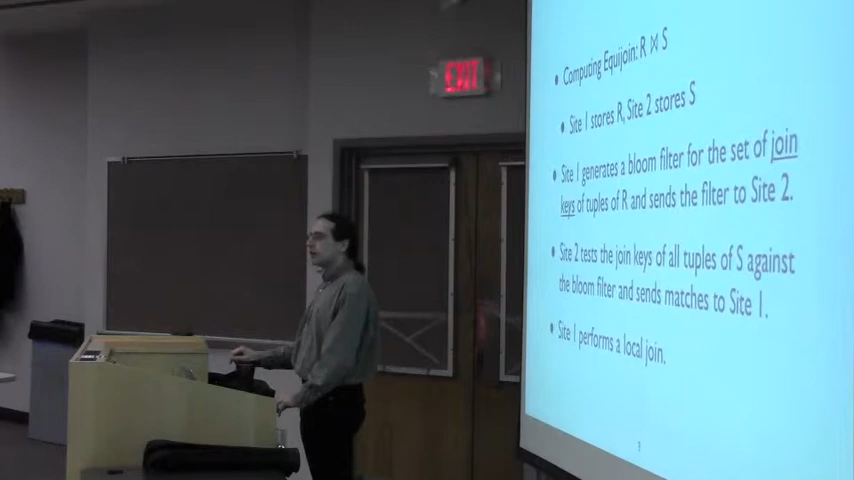 EXIT
• Computing Equijoin: R ⋈ S
• Site 1 stores R, Site 2 stores S
• Site 1 generates a bloom filter for the set of join
keys of tuples of R and sends the filter to Site 2.
• Site 2 tests the join keys of all tuples of S against
the bloom filter and sends matches to Site 1.
• Site 1 performs a local join.